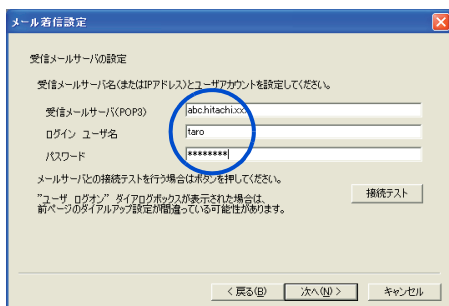 メール着信設定
受信メールサーバの設定
受信メールサーバ名(またはIPアドレス)とユーザアカウントを設定してください。
受信メールサーバ(POP3) abc.hitachi.xx
ログイン ユーザ名 taro
パスワード ********
メールサーバとの接続テストを行う場合はボタンを押してください。
"ユーザ ログオン" ダイアログボックスが表示された場合は、
前ページのダイアルアップ設定が間違っている可能性があります。
接続テスト
< 戻る(B) 次へ(N) > キャンセル